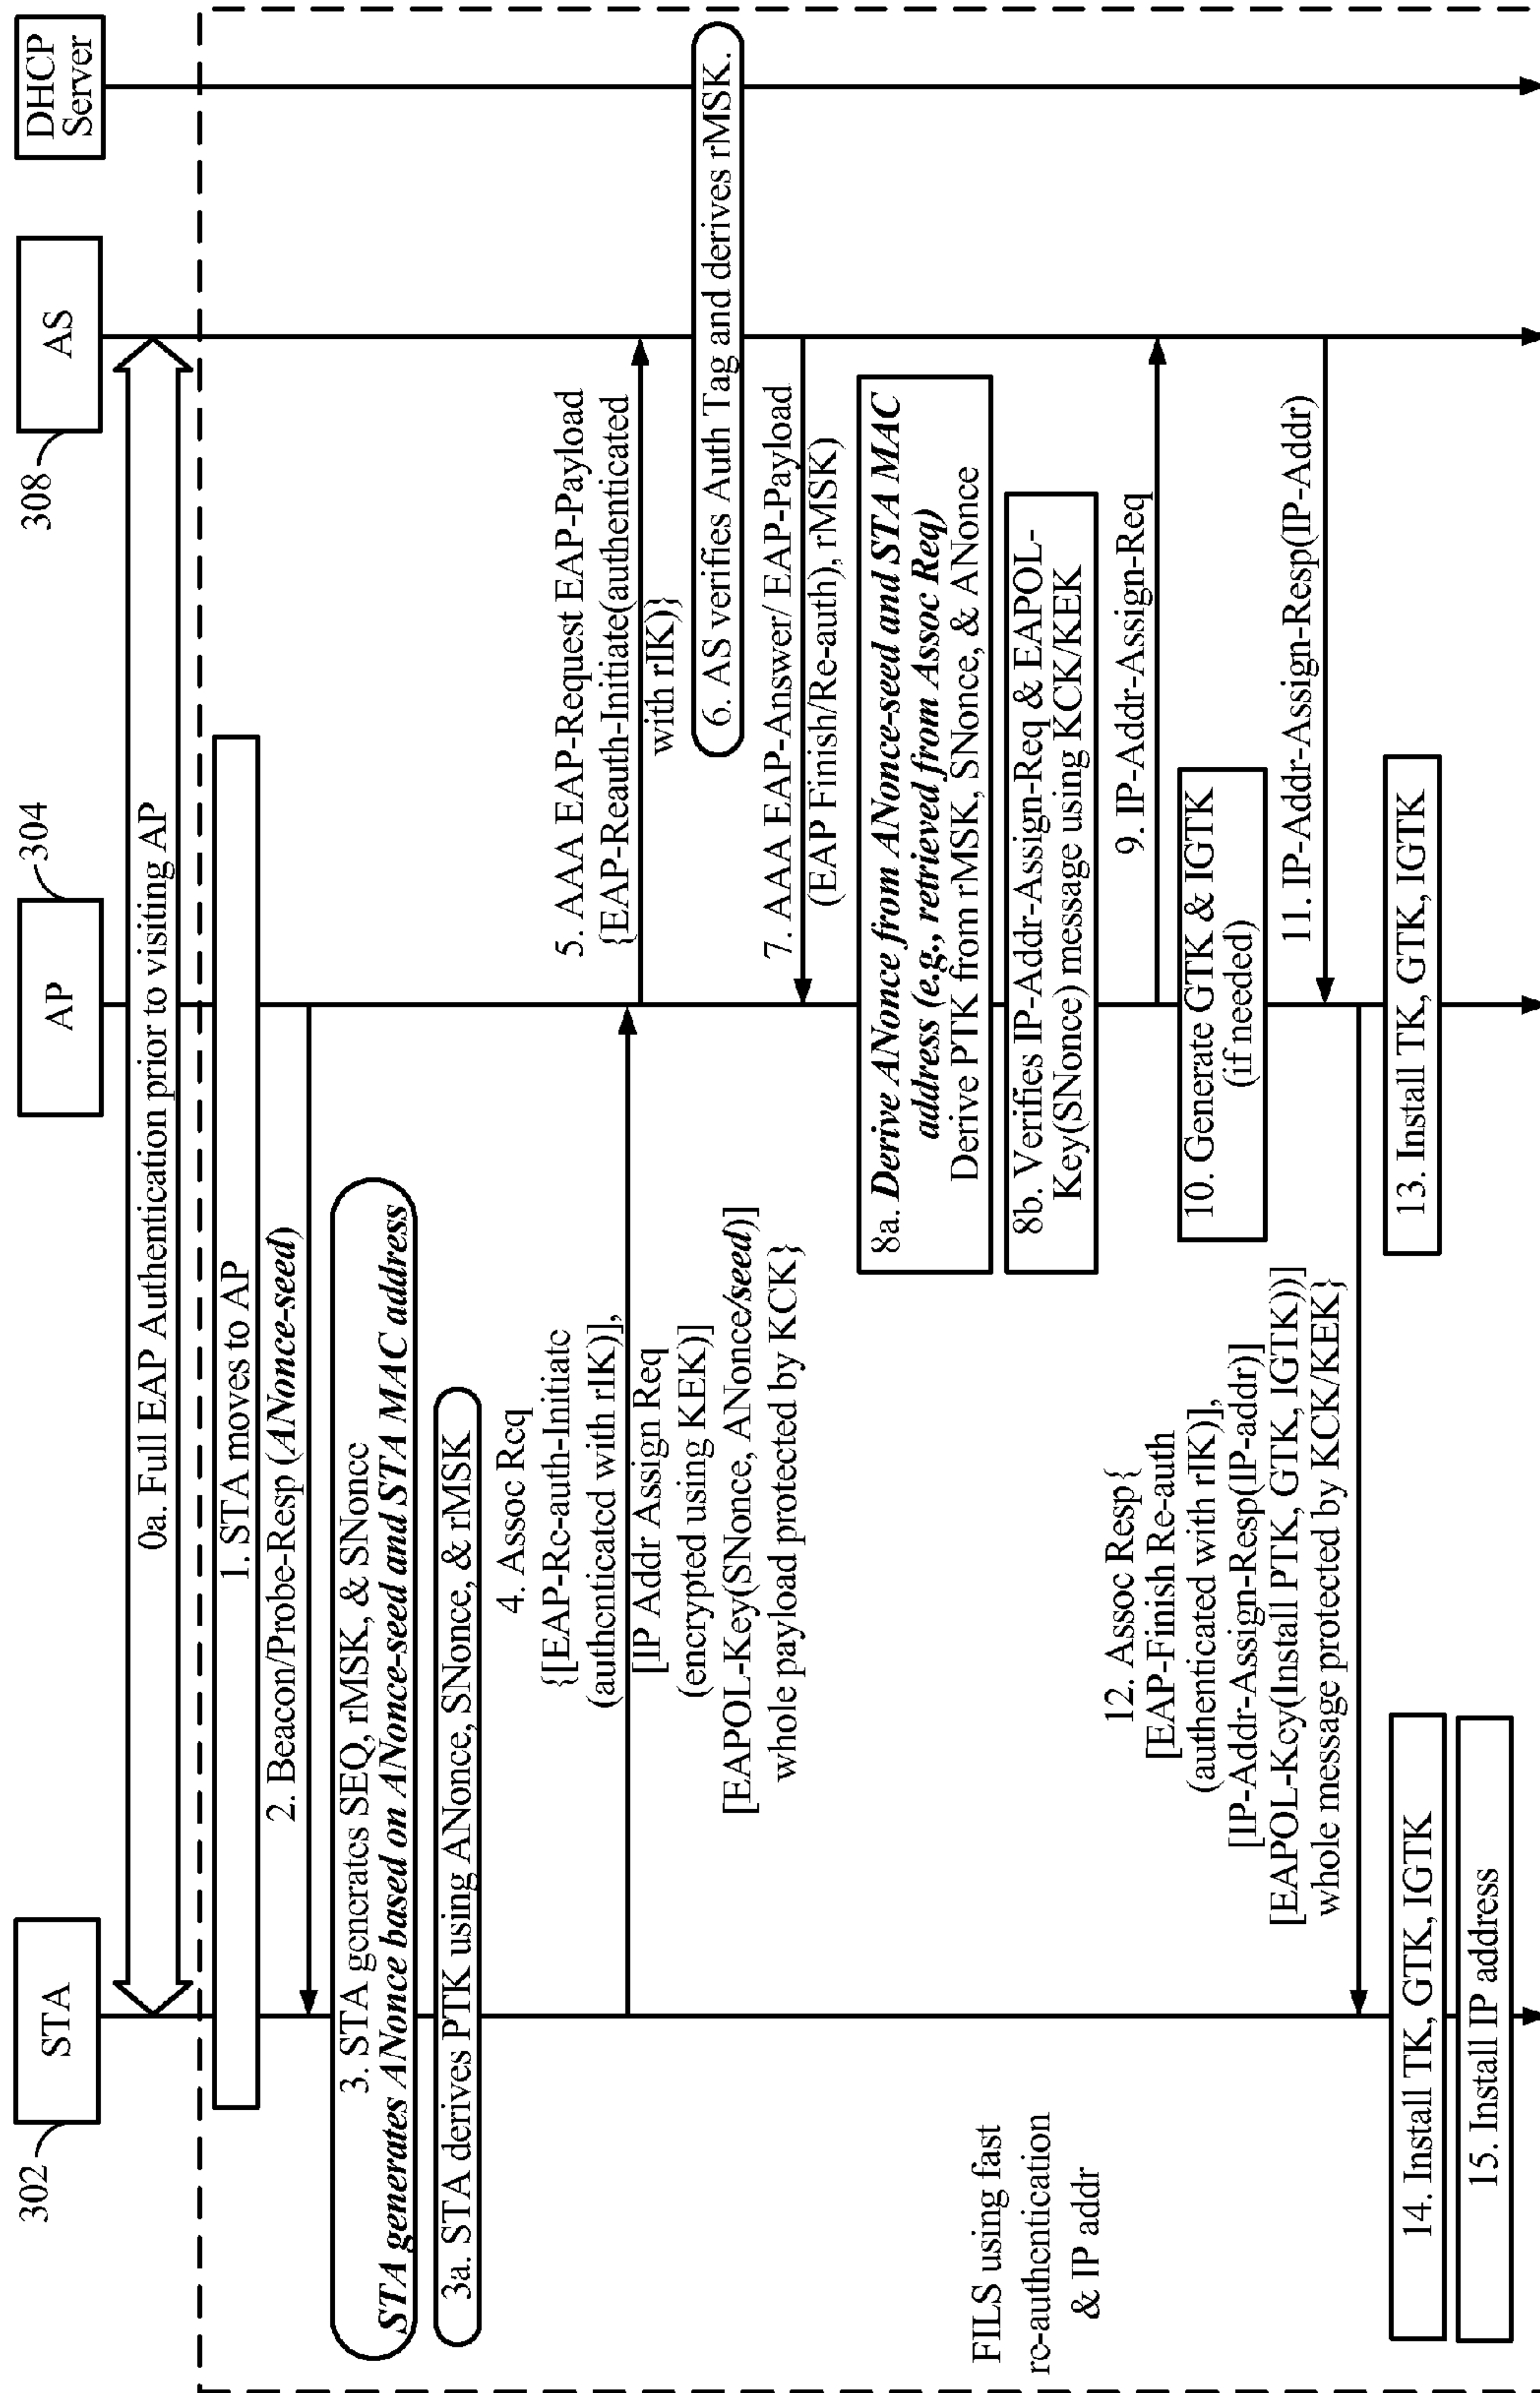 STA
302
AP
304
AS
308
DHCP
Server
0a. Full EAP Authentication prior to visiting AP
1. STA moves to AP
2. Beacon/Probe-Resp (ANonce-seed)
3. STA generates SEQ, rMSK, & SNonce
STA generates ANonce based on ANonce-seed and STA MAC address
3a. STA derives PTK using ANonce, SNonce, & rMSK
4. Assoc Req
{[EAP-Re-auth-Initiate
(authenticated with rIK)],
[IP Addr Assign Req
(encrypted using KEK)]
[EAPOL-Key(SNonce, ANonce/seed)]
whole payload protected by KCK}
5. AAA EAP-Request EAP-Payload
{EAP-Reauth-Initiate(authenticated
with rIK)}
6. AS verifies Auth Tag and derives rMSK.
7. AAA EAP-Answer/ EAP-Payload
(EAP Finish/Re-auth), rMSK)
8a. Derive ANonce from ANonce-seed and STA MAC
address (e.g., retrieved from Assoc Req)
Derive PTK from rMSK, SNonce, & ANonce
8b. Verifies IP-Addr-Assign-Req & EAPOL-
Key(SNonce) message using KCK/KEK
9. IP-Addr-Assign-Req
10. Generate GTK & IGTK
(if needed)
11. IP-Addr-Assign-Resp(IP-Addr)
12. Assoc Resp{
[EAP-Finish Re-auth
(authenticated with rIK)],
[IP-Addr-Assign-Resp(IP-addr)]
[EAPOL-Key(Install PTK, GTK, IGTK))]
whole message protected by KCK/KEK}
13. Install TK, GTK, IGTK
14. Install TK, GTK, IGTK
15. Install IP address
FILS using fast
re-authentication
& IP addr